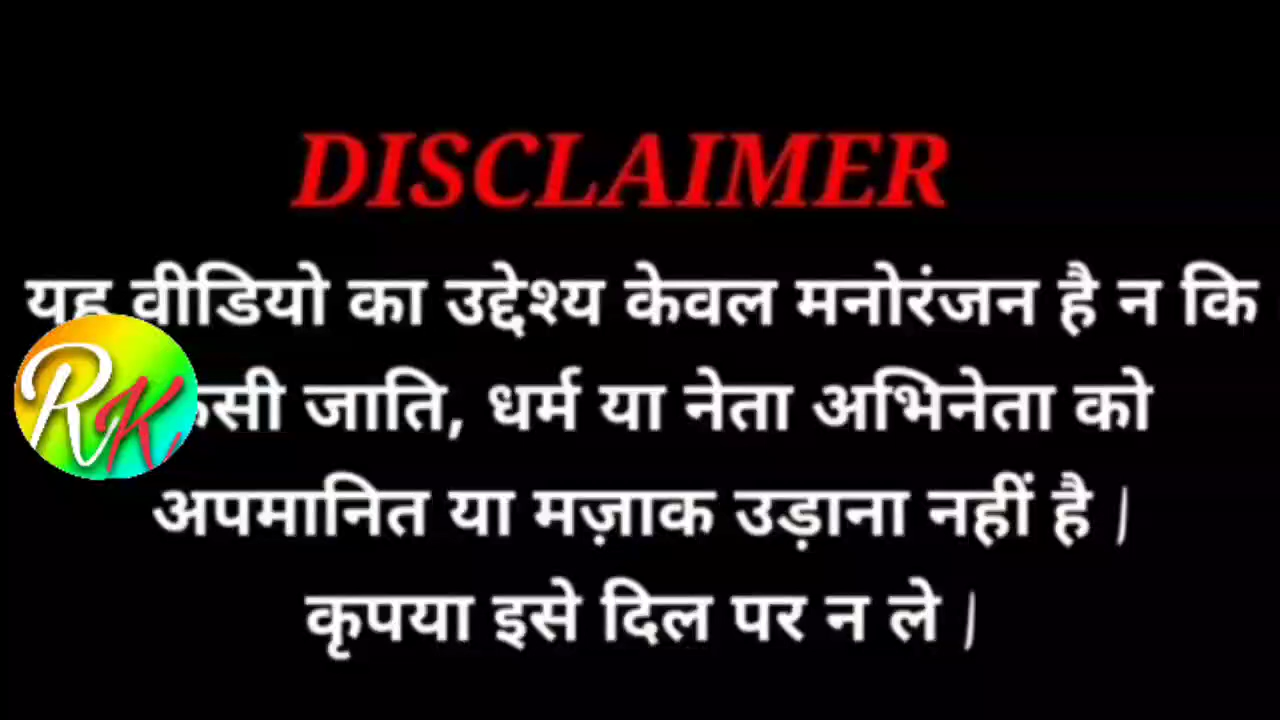 DISCLAIMER
यह वीडियो का उद्देश्य केवल मनोरंजन है न कि
जाति, धर्म या नेता अभिनेता को
RK
अपमानित या मज़ाक उड़ाना नहीं है |
कृपया इसे दिल पर न ले |